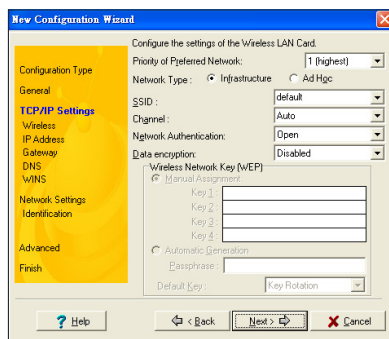 New Configuration Wizard
Configuration Type
General
TCP/IP Settings
Wireless
IP Address
Gateway
DNS
WINS
Network Settings
Identification
Advanced
Finish
Configure the settings of the Wireless LAN Card.
Priority of Preferred Network: 1 (highest)
Network Type : Infrastructure Ad Hoc
SSID : default
Channel : Auto
Network Authentication: Open
Data encryption: Disabled
Wireless Network Key (WEP)
Manual Assignment
Key 1 :
Key 2 :
Key 3 :
Key 4 :
Automatic Generation
Passphrase :
Default Key : Key Rotation
? Help < Back Next > Cancel